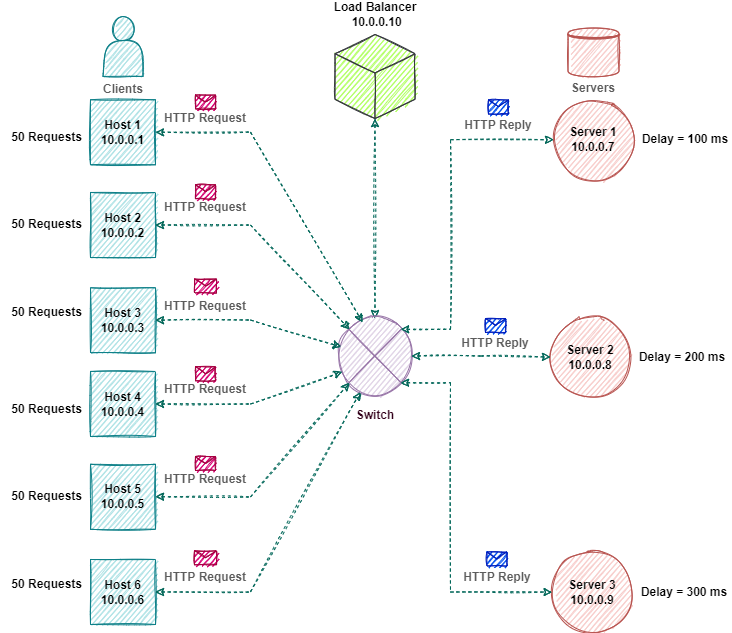 Load Balancer
10.0.0.10
Clients
Servers
50 Requests
Host 1
10.0.0.1
HTTP Request
HTTP Reply
Server 1
10.0.0.7
Delay = 100 ms
50 Requests
Host 2
10.0.0.2
HTTP Request
50 Requests
Host 3
10.0.0.3
HTTP Request
HTTP Reply
Server 2
10.0.0.8
Delay = 200 ms
50 Requests
Host 4
10.0.0.4
HTTP Request
Switch
50 Requests
Host 5
10.0.0.5
HTTP Request
50 Requests
Host 6
10.0.0.6
HTTP Request
HTTP Reply
Server 3
10.0.0.9
Delay = 300 ms